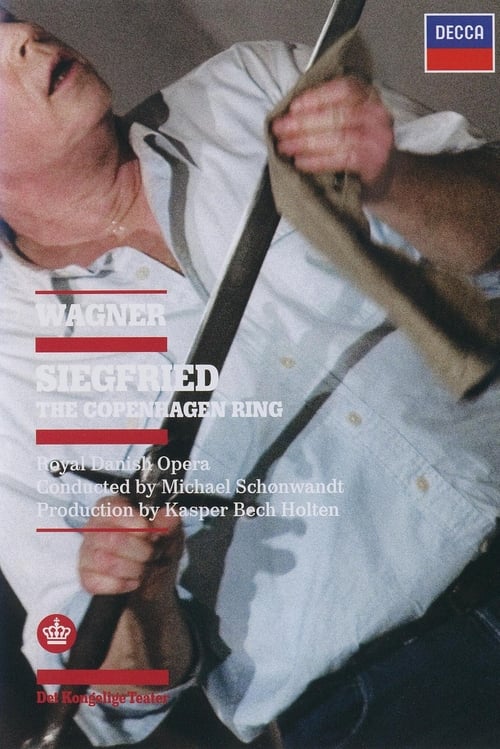 DECCA
WAGNER
SIEGFRIED
THE COPENHAGEN RING
Royal Danish Opera
Conducted by Michael Schønwandt
Production by Kasper Bech Holten
Det Kongelige Teater